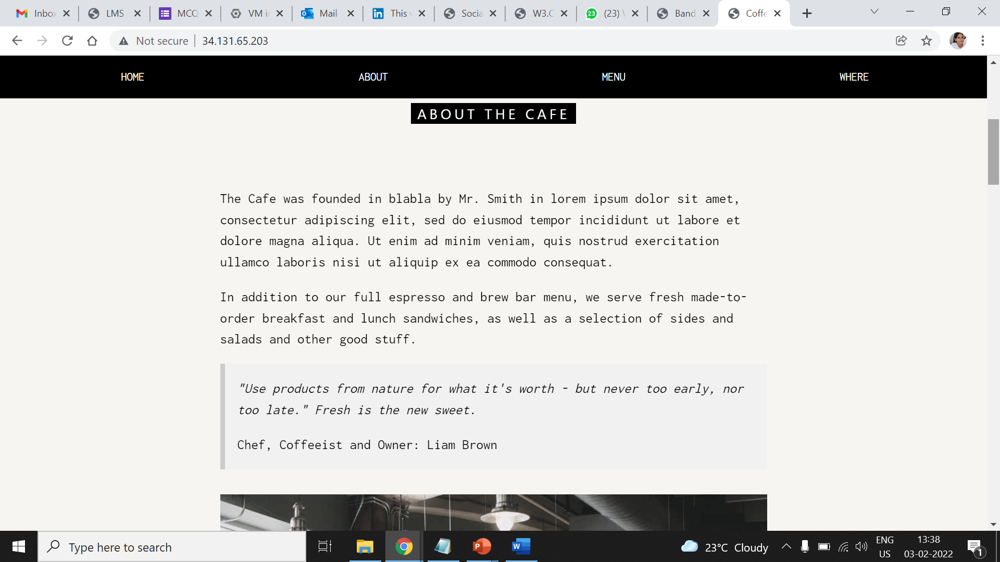 Inbo
LMS
MCQ
VM i
Mail
This
Socia
W3.C
23
(23)
Band
Coffe
Not secure
34.131.65.203
HOME
ABOUT
MENU
WHERE
ABOUT THE CAFE
The Cafe was founded in blabla by Mr. Smith in lorem ipsum dolor sit amet,
consectetur adipiscing elit, sed do eiusmod tempor incididunt ut labore et
dolore magna aliqua. Ut enim ad minim veniam, quis nostrud exercitation
ullamco laboris nisi ut aliquip ex ea commodo consequat.
In addition to our full espresso and brew bar menu, we serve fresh made-to-
order breakfast and lunch sandwiches, as well as a selection of sides and
salads and other good stuff.
"Use products from nature for what it's worth - but never too early, nor
too late." Fresh is the new sweet.
Chef, Coffeeist and Owner: Liam Brown
Type here to search
23°C Cloudy
ENG
US
13:38
03-02-2022
1